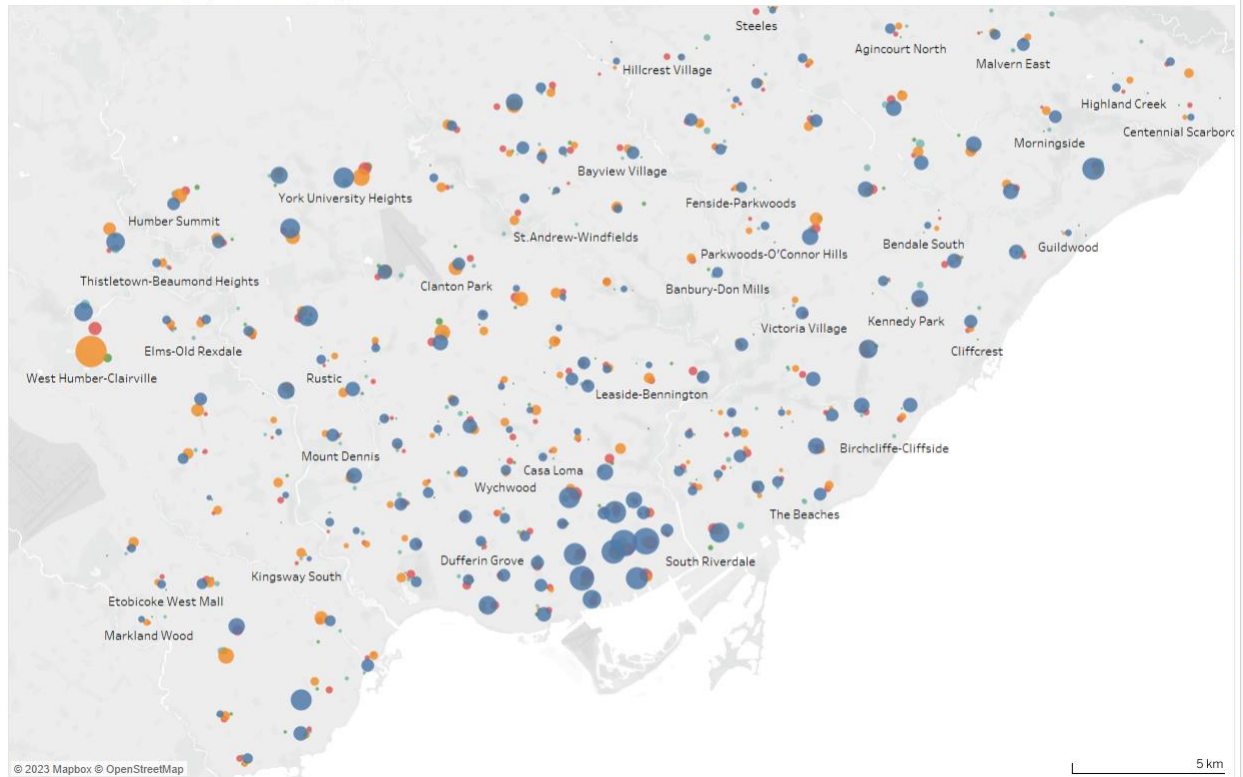 Steeles
Agincourt North
Hillcrest Village
Malvern East
Highland Creek
Centennial Scarboro
Morningside
Bayview Village
York University Heights
Fenside-Parkwoods
Humber Summit
St.Andrew-Windfields
Bendale South
Guildwood
Parkwoods-O'Connor Hills
Thistletown-Beaumond Heights
Clanton Park
Banbury-Don Mills
Kennedy Park
Victoria Village
Elms-Old Rexdale
Cliffcrest
West Humber-Clairville
Rustic
Leaside-Bennington
Birchcliffe-Cliffside
Mount Dennis
Casa Loma
Wychwood
The Beaches
Dufferin Grove
South Riverdale
Kingsway South
Etobicoke West Mall
Markland Wood
5 km
© 2023 Mapbox © OpenStreetMap